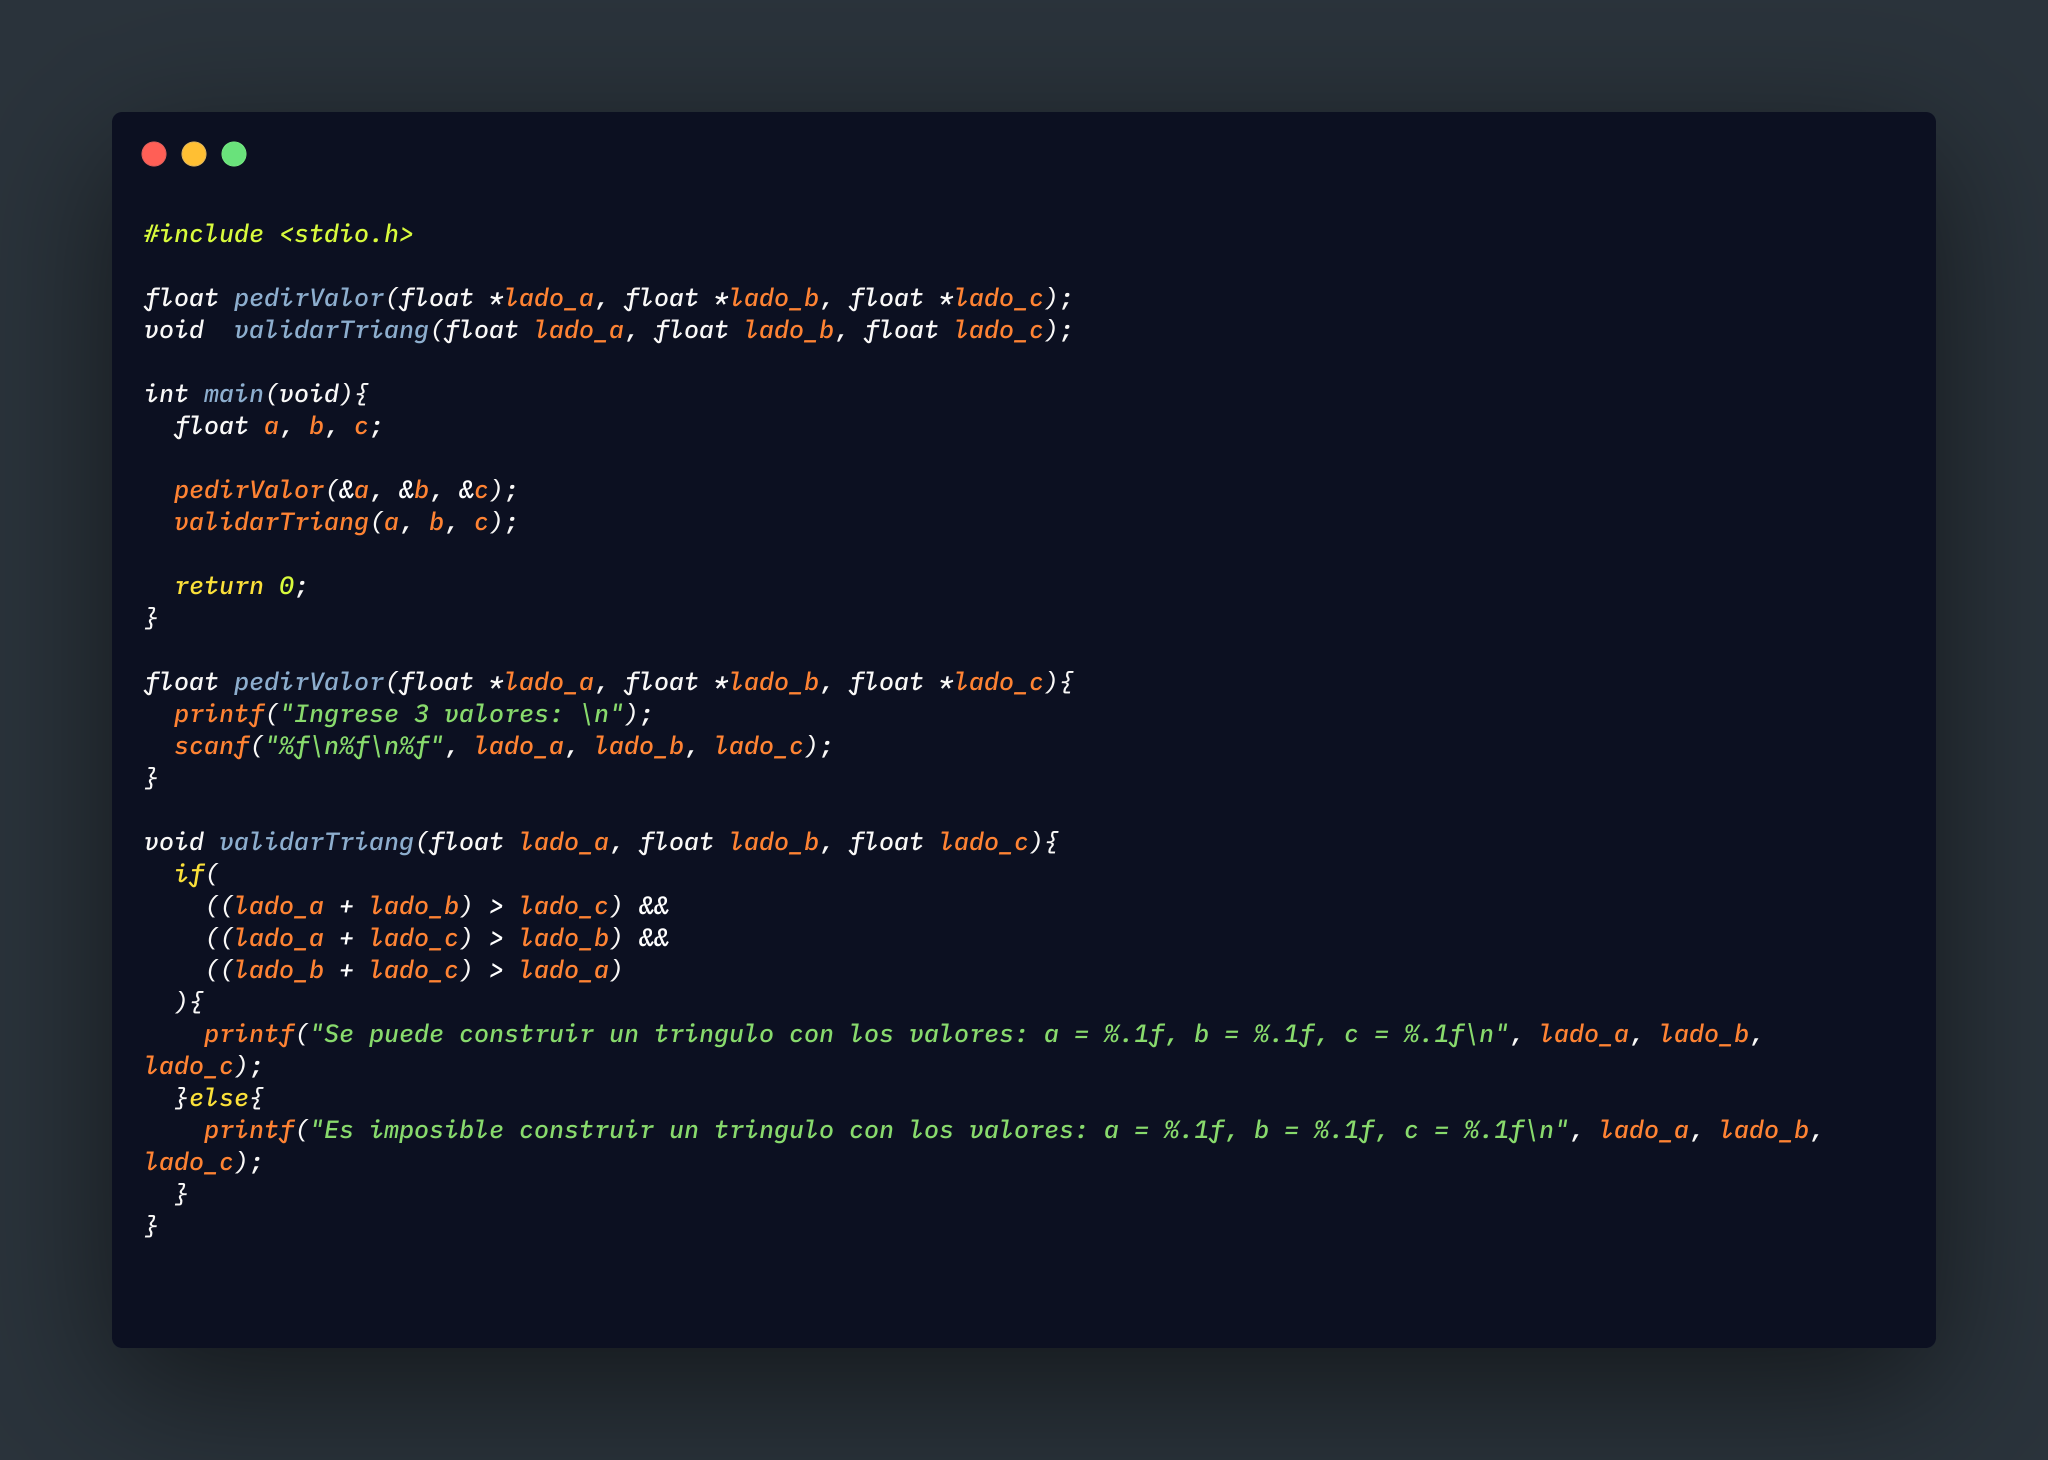 #include <stdio.h>

float pedirValor(float *lado_a, float *lado_b, float *lado_c);
void  validarTriang(float lado_a, float lado_b, float lado_c);

int main(void){
  float a, b, c;

  pedirValor(&a, &b, &c);
  validarTriang(a, b, c);

  return 0;
}

float pedirValor(float *lado_a, float *lado_b, float *lado_c){
  printf("Ingrese 3 valores: \n");
  scanf("%f\n%f\n%f", lado_a, lado_b, lado_c);
}

void validarTriang(float lado_a, float lado_b, float lado_c){
  if(
    ((lado_a + lado_b) > lado_c) &&
    ((lado_a + lado_c) > lado_b) &&
    ((lado_b + lado_c) > lado_a)
  ){
    printf("Se puede construir un tringulo con los valores: a = %.1f, b = %.1f, c = %.1f\n", lado_a, lado_b,
lado_c);
  }else{
    printf("Es imposible construir un tringulo con los valores: a = %.1f, b = %.1f, c = %.1f\n", lado_a, lado_b,
lado_c);
  }
}